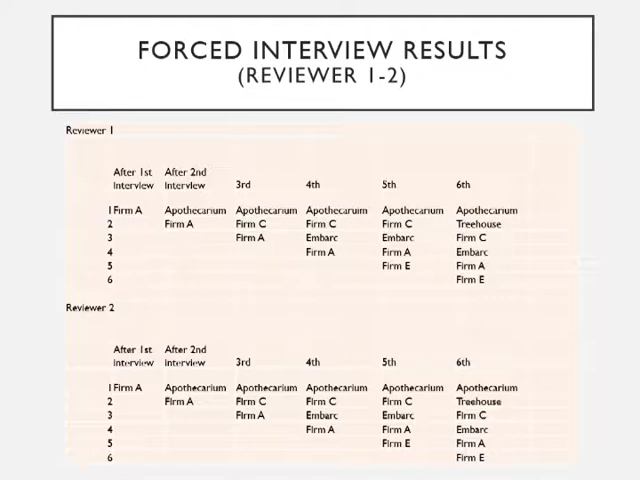 FORCED INTERVIEW RESULTS
(REVIEWER 1-2)
Reviewer 1
After 1st After 2nd
Interview Interview 3rd 4th 5th 6th
1 Firm A Apothecarium Apothecarium Apothecaruim Apothecarium Apothecarium
2 Firm A Firm C Firm C Firm C Treehouse
3 Firm A Embarc Embarc Firm C
4 Firm A Firm A Embarc
5 Firm E Firm A
6 Firm E
Reviewer 2
After 1st After 2nd
Interview Interview 3rd 4th 5th 6th
1 Firm A Apothecarium Apothecarium Apothecarium Apothecarium Apothecarium
2 Firm A Firm C Firm C Firm C Treehouse
3 Firm A Embarc Embarc Firm C
4 Firm A Firm A Embarc
5 Firm E Firm A
6 Firm E